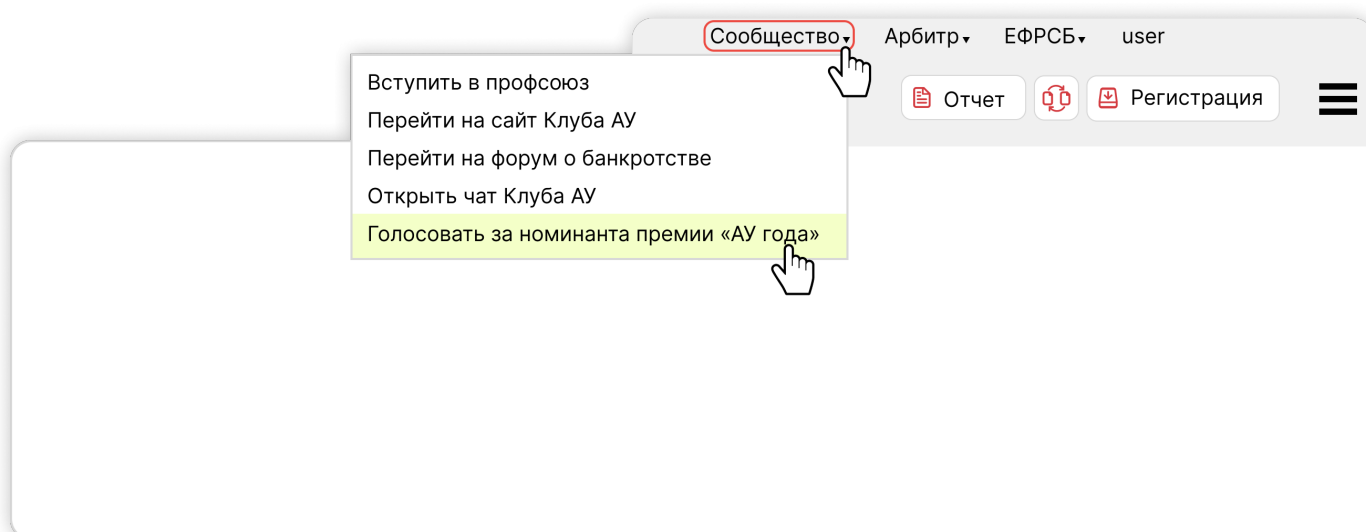 Сообщество Арбитр ЕФРСБ user
Отчет Регистрация
Вступить в профсоюз
Перейти на сайт Клуба АУ
Перейти на форум о банкротстве
Открыть чат Клуба АУ
Голосовать за номинанта премии «АУ года»